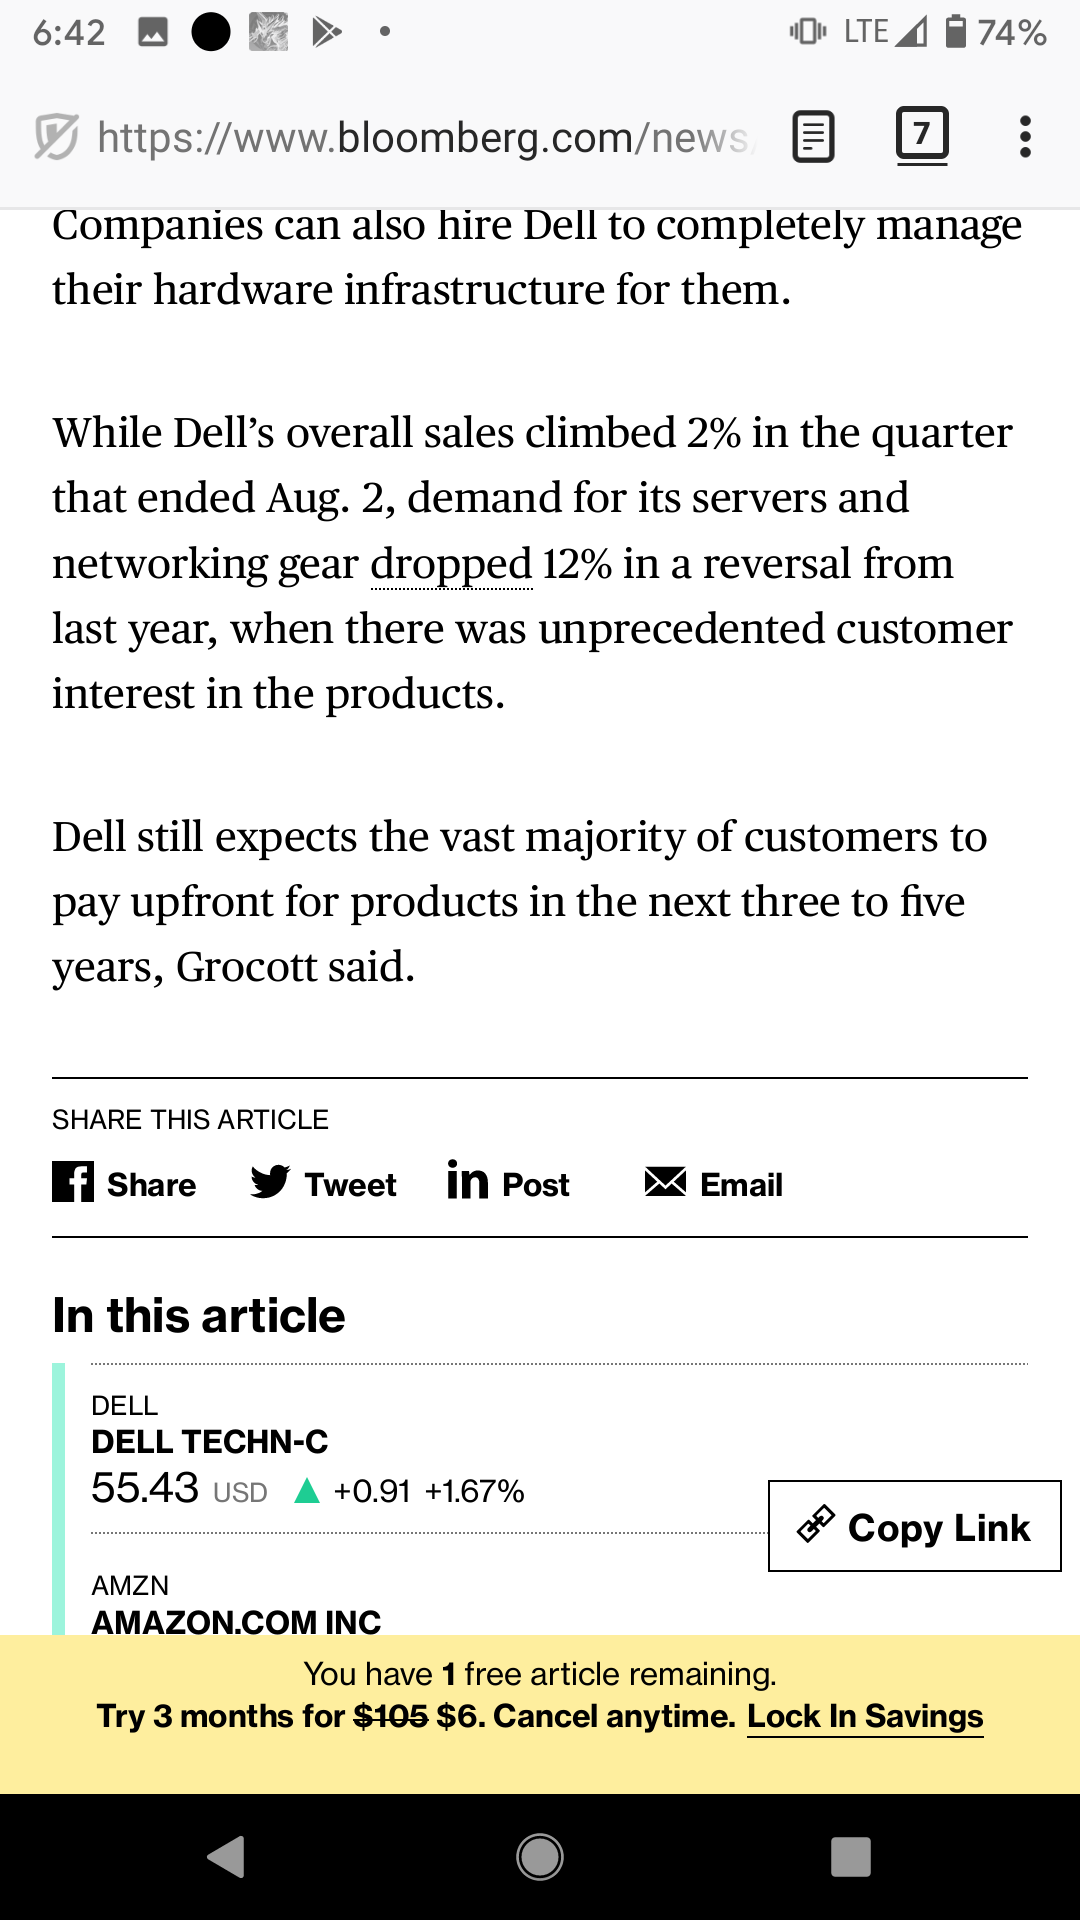 6:42 LTE 74%
https://www.bloomberg.com/news/
7
Companies can also hire Dell to completely manage
their hardware infrastructure for them.
While Dell’s overall sales climbed 2% in the quarter
that ended Aug. 2, demand for its servers and
networking gear dropped 12% in a reversal from
last year, when there was unprecedented customer
interest in the products.
Dell still expects the vast majority of customers to
pay upfront for products in the next three to five
years, Grocott said.
SHARE THIS ARTICLE
Share Tweet Post Email
In this article
DELL
DELL TECHN-C
55.43 USD ▲ +0.91 +1.67%
Copy Link
AMZN
AMAZON.COM INC
You have 1 free article remaining.
Try 3 months for $105 $6. Cancel anytime. Lock In Savings